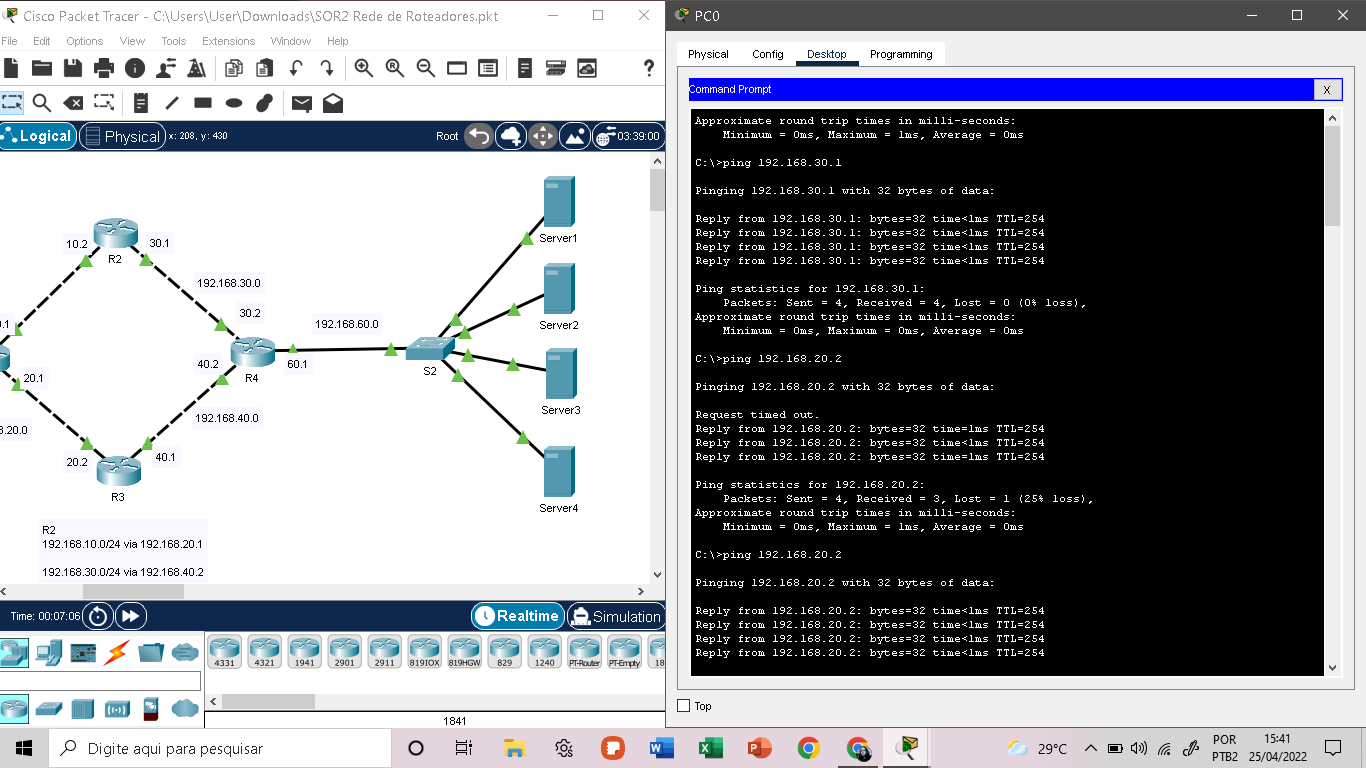 Cisco Packet Tracer - C:\Users\User\Downloads\SOR2 Rede de Roteadores.pkt
File Edit Options View Tools Extensions Window Help
?
Logical Physical x: 208, y: 430 Root 03:39:00
Server1
10.2 30.1
R2
192.168.30.0
30.2
192.168.60.0
Server2
0.1
40.2 R4 60.1
S2
20.1
Server3
192.168.40.0
8.20.0
20.2 40.1
R3
Server4
R2
192.168.10.0/24 via 192.168.20.1
192.168.30.0/24 via 192.168.40.2
Time: 00:07:06 Realtime Simulation
4331 4321 1941 2901 2911 819IOX 819HGW 829 1240 PT-Router PT-Empty 18
1841
PC0
Physical Config Desktop Programming
Command Prompt X
Approximate round trip times in milli-seconds:
Minimum = 0ms, Maximum = 1ms, Average = 0ms
C:\>ping 192.168.30.1
Pinging 192.168.30.1 with 32 bytes of data:
Reply from 192.168.30.1: bytes=32 time<1ms TTL=254
Reply from 192.168.30.1: bytes=32 time<1ms TTL=254
Reply from 192.168.30.1: bytes=32 time<1ms TTL=254
Reply from 192.168.30.1: bytes=32 time<1ms TTL=254
Ping statistics for 192.168.30.1:
Packets: Sent = 4, Received = 4, Lost = 0 (0% loss),
Approximate round trip times in milli-seconds:
Minimum = 0ms, Maximum = 0ms, Average = 0ms
C:\>ping 192.168.20.2
Pinging 192.168.20.2 with 32 bytes of data:
Request timed out.
Reply from 192.168.20.2: bytes=32 time=1ms TTL=254
Reply from 192.168.20.2: bytes=32 time<1ms TTL=254
Reply from 192.168.20.2: bytes=32 time=1ms TTL=254
Ping statistics for 192.168.20.2:
Packets: Sent = 4, Received = 3, Lost = 1 (25% loss),
Approximate round trip times in milli-seconds:
Minimum = 0ms, Maximum = 1ms, Average = 0ms
C:\>ping 192.168.20.2
Pinging 192.168.20.2 with 32 bytes of data:
Reply from 192.168.20.2: bytes=32 time<1ms TTL=254
Reply from 192.168.20.2: bytes=32 time<1ms TTL=254
Reply from 192.168.20.2: bytes=32 time<1ms TTL=254
Reply from 192.168.20.2: bytes=32 time<1ms TTL=254
Top
Digite aqui para pesquisar
29°C
POR
PTB2
15:41
25/04/2022